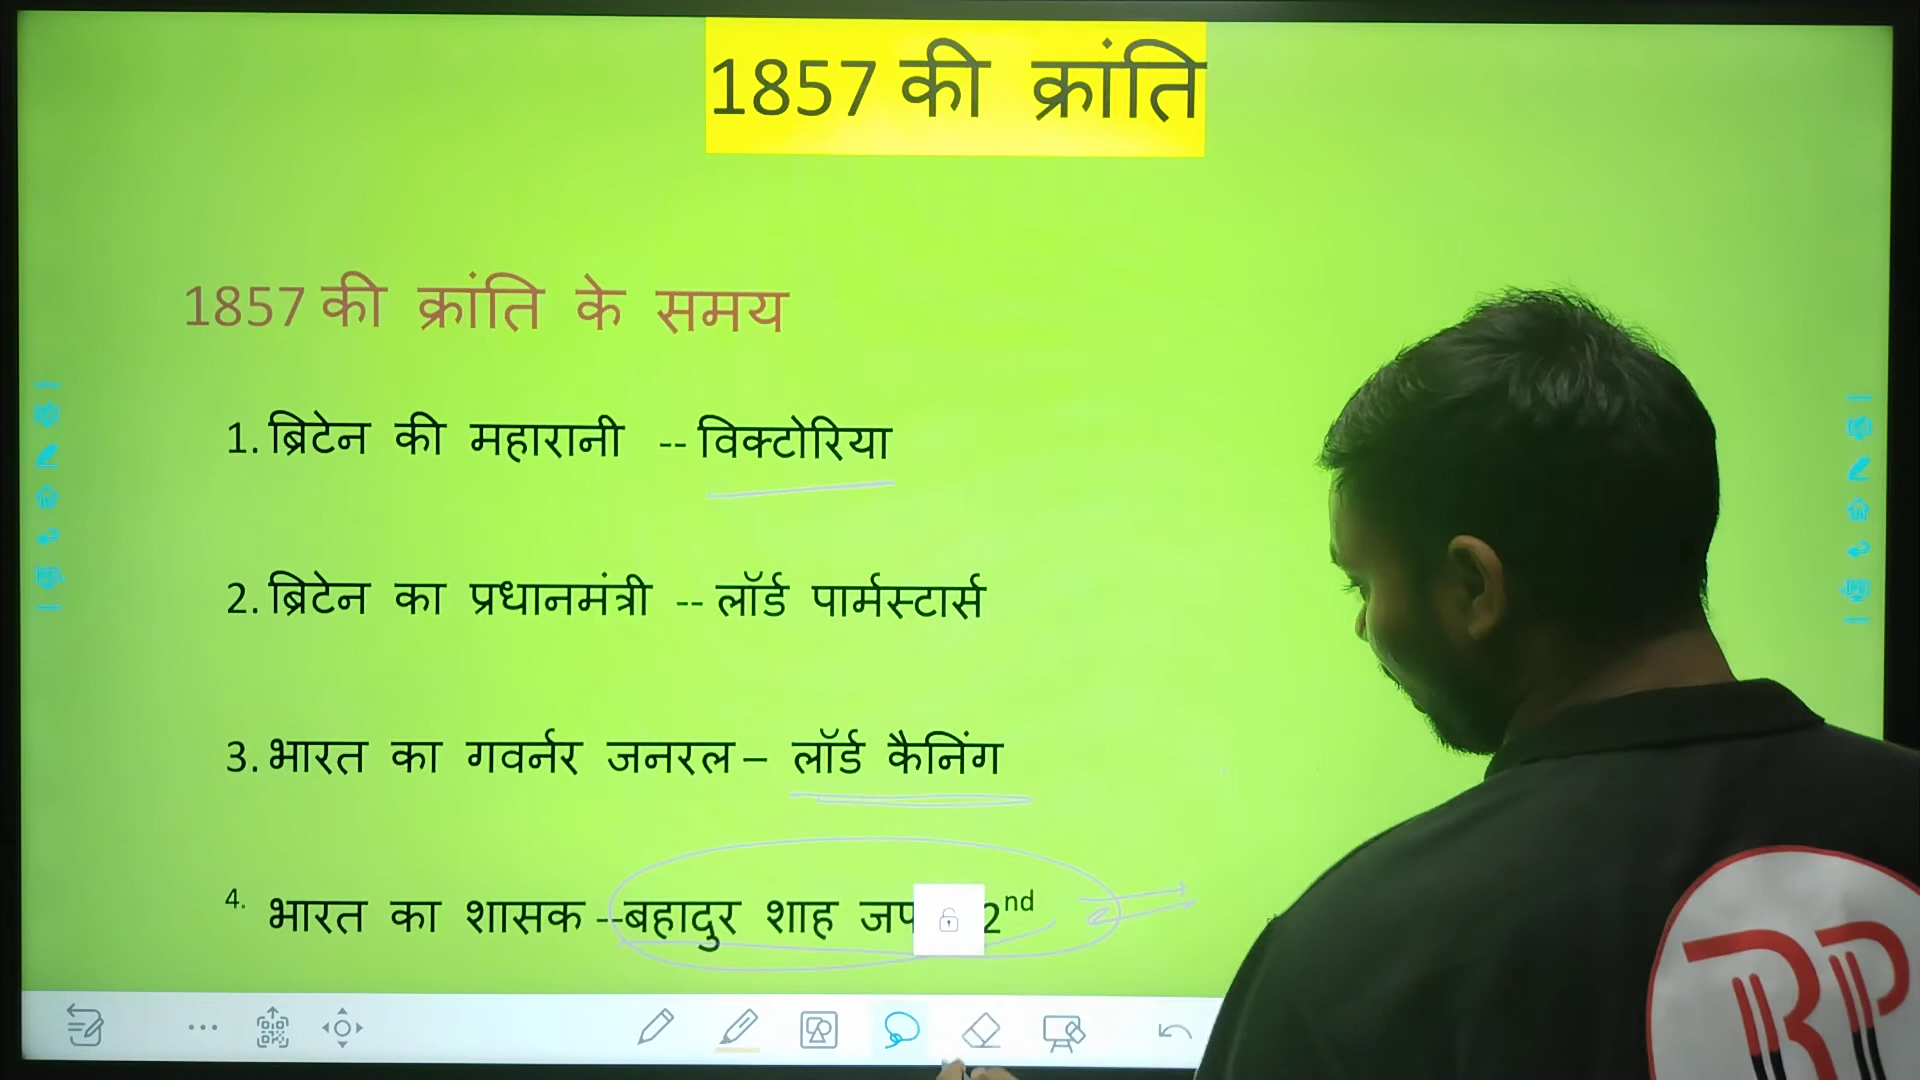 1857 की क्रांति
1857 की क्रांति के समय
1. ब्रिटेन की महारानी -- विक्टोरिया
2. ब्रिटेन का प्रधानमंत्री -- लॉर्ड पार्मस्टार्स
3. भारत का गवर्नर जनरल – लॉर्ड कैनिंग
4. भारत का शासक --बहादुर शाह 2nd
RP